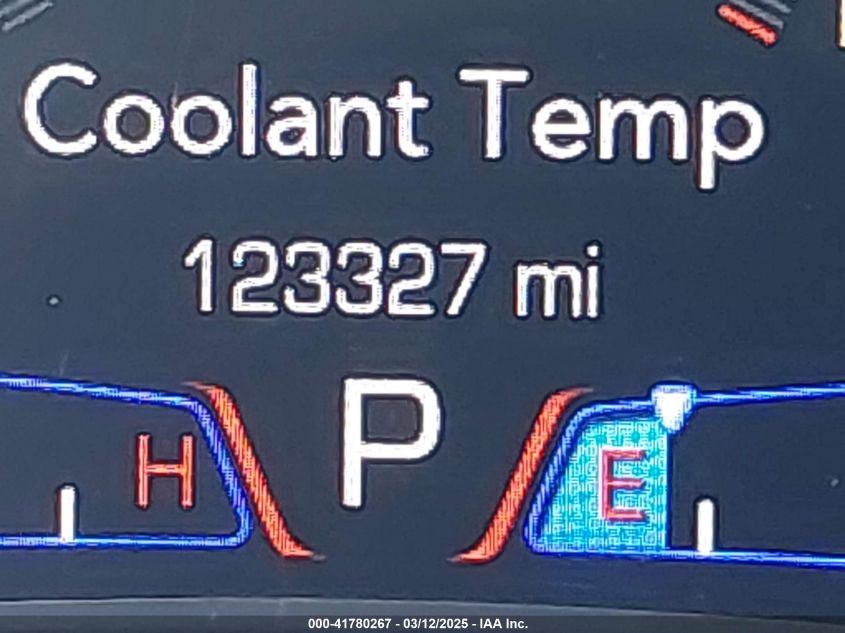 Coolant Temp
123327 mi
P
H
E
000-41780267 - 03/12/2025 - IAA Inc.